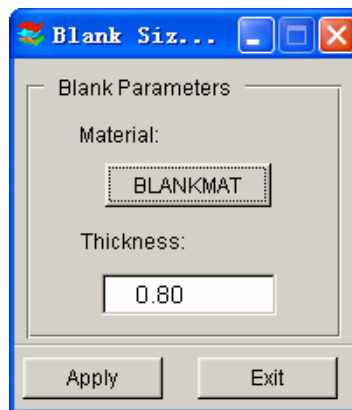 Blank Siz...
Blank Parameters
Material:
BLANKMAT
Thickness:
0.80
Apply Exit